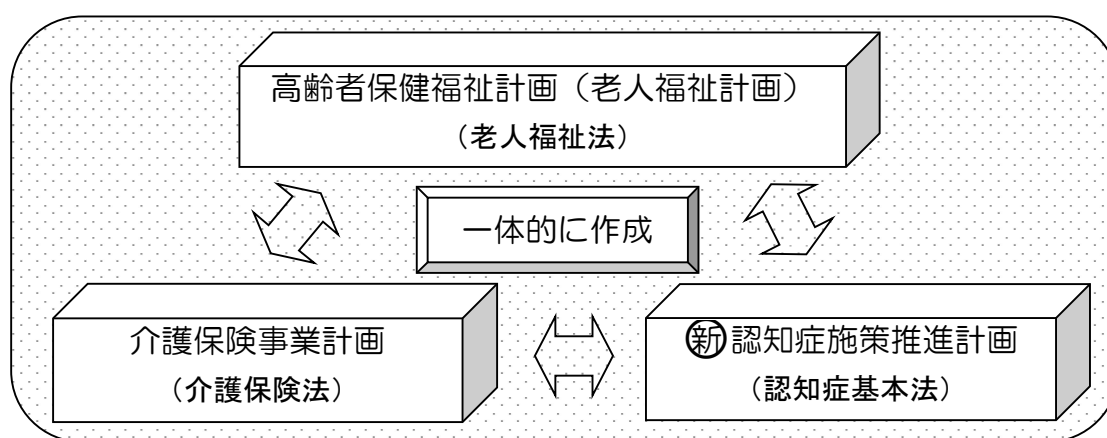 高齢者保健福祉計画（老人福祉計画）
（老人福祉法）
一体的に作成
介護保険事業計画
（介護保険法）
㊟認知症施策推進計画
（認知症基本法）